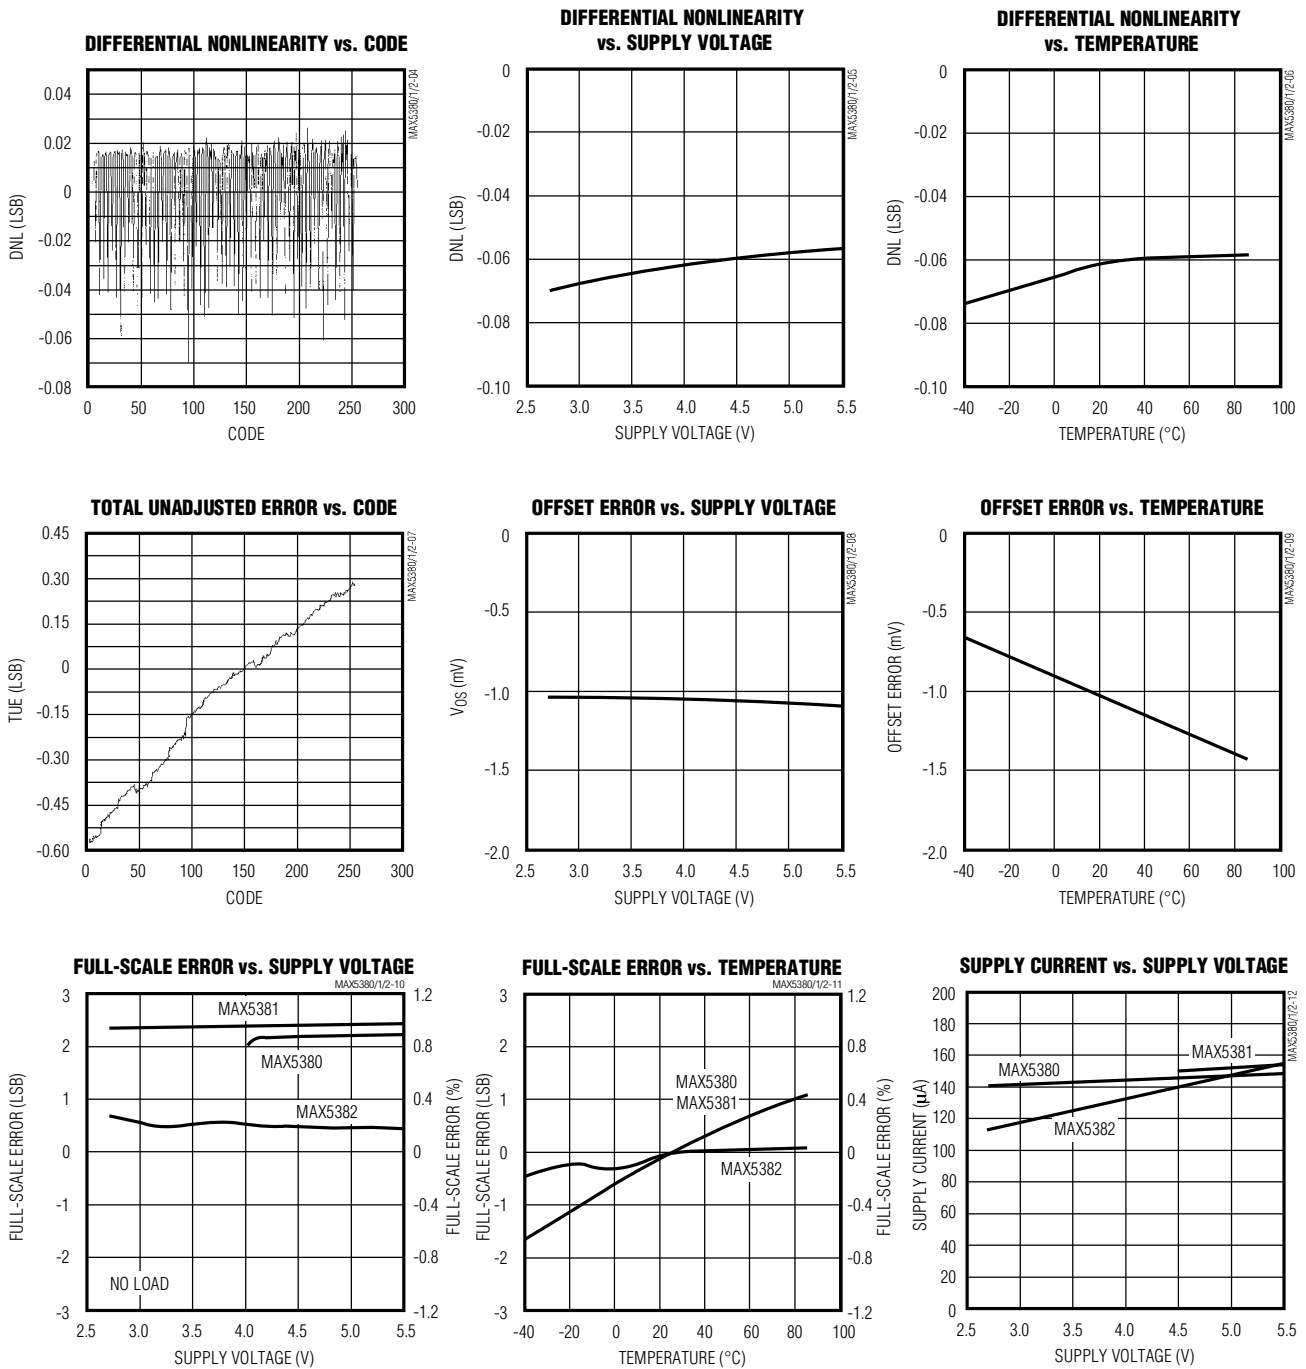 DIFFERENTIAL NONLINEARITY vs. CODE
MAX5380/1/2-04
0.04
0.02
0
-0.02
-0.04
-0.06
-0.08
DNL (LSB)
0 50 100 150 200 250 300
CODE
DIFFERENTIAL NONLINEARITY
vs. SUPPLY VOLTAGE
MAX5380/1/2-05
0
-0.02
-0.04
-0.06
-0.08
-0.10
DNL (LSB)
2.5 3.0 3.5 4.0 4.5 5.0 5.5
SUPPLY VOLTAGE (V)
DIFFERENTIAL NONLINEARITY
vs. TEMPERATURE
MAX5380/1/2-06
0
-0.02
-0.04
-0.06
-0.08
-0.10
DNL (LSB)
-40 -20 0 20 40 60 80 100
TEMPERATURE (°C)
TOTAL UNADJUSTED ERROR vs. CODE
MAX5380/1/2-07
0.45
0.30
0.15
0
-0.15
-0.30
-0.45
-0.60
TUE (LSB)
0 50 100 150 200 250 300
CODE
OFFSET ERROR vs. SUPPLY VOLTAGE
MAX5380/1/2-08
0
-0.5
-1.0
-1.5
-2.0
VOS (mV)
2.5 3.0 3.5 4.0 4.5 5.0 5.5
SUPPLY VOLTAGE (V)
OFFSET ERROR vs. TEMPERATURE
MAX5380/1/2-09
0
-0.5
-1.0
-1.5
-2.0
OFFSET ERROR (mV)
-40 -20 0 20 40 60 80 100
TEMPERATURE (°C)
FULL-SCALE ERROR vs. SUPPLY VOLTAGE
MAX5380/1/2-10
3
2
1
0
-1
-2
-3
FULL-SCALE ERROR (LSB)
MAX5381
MAX5380
MAX5382
NO LOAD
1.2
0.8
0.4
0
-0.4
-0.8
-1.2
FULL-SCALE ERROR (%)
2.5 3.0 4.0 4.5 5.0 5.5
SUPPLY VOLTAGE (V)
FULL-SCALE ERROR vs. TEMPERATURE
MAX5380/1/2-11
3
2
1
0
-1
-2
-3
FULL-SCALE ERROR (LSB)
MAX5380
MAX5381
MAX5382
1.2
0.8
0.4
0
-0.4
-0.8
-1.2
FULL-SCALE ERROR (%)
-40 -20 0 20 40 60 80 100
TEMPERATURE (°C)
SUPPLY CURRENT vs. SUPPLY VOLTAGE
MAX5380/1/2-12
200
180
160
140
120
100
80
60
40
20
0
SUPPLY CURRENT (µA)
MAX5381
MAX5380
MAX5382
2.5 3.0 3.5 4.0 4.5 5.0 5.5
SUPPLY VOLTAGE (V)